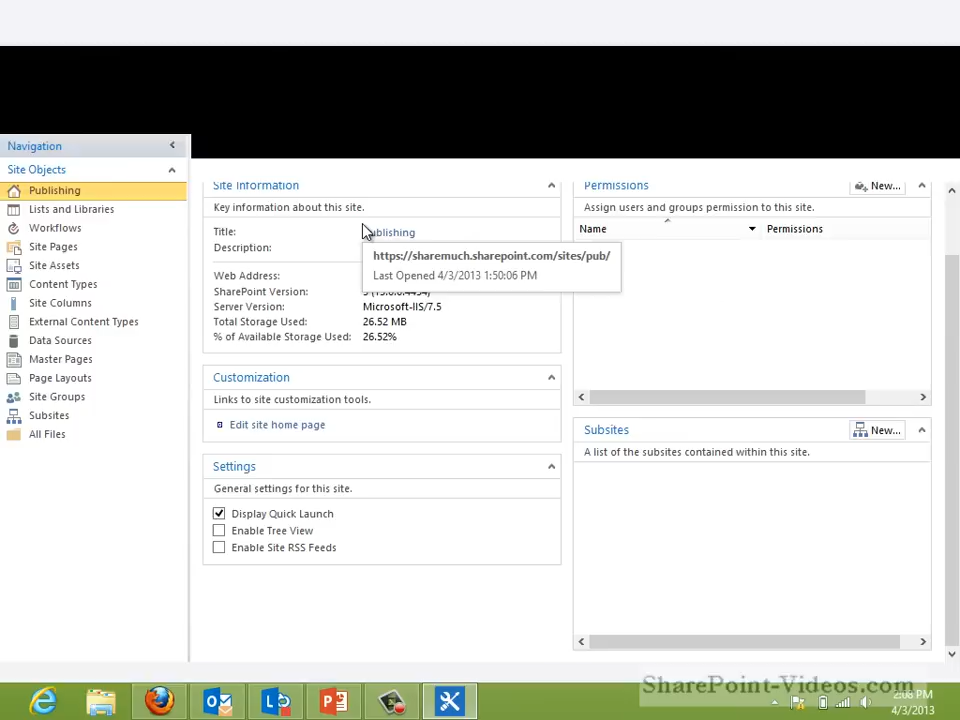 Navigation
Site Objects
Publishing
Lists and Libraries
Workflows
Site Pages
Site Assets
Content Types
Site Columns
External Content Types
Data Sources
Master Pages
Page Layouts
Site Groups
Subsites
All Files
Site Information
Key information about this site.
Title: ublishing
Description:
https://sharemuch.sharepoint.com/sites/pub/
Last Opened 4/3/2013 1:50:06 PM
Web Address:
SharePoint Version:
Server Version: Microsoft-IIS/7.5
Total Storage Used: 26.52 MB
% of Available Storage Used: 26.52%
Customization
Links to site customization tools.
Edit site home page
Settings
General settings for this site.
Display Quick Launch
Enable Tree View
Enable Site RSS Feeds
Permissions New...
Assign users and groups permission to this site.
Name Permissions
Subsites New...
A list of the subsites contained within this site.
SharePoint-Videos.com
2:08 PM
4/3/2013